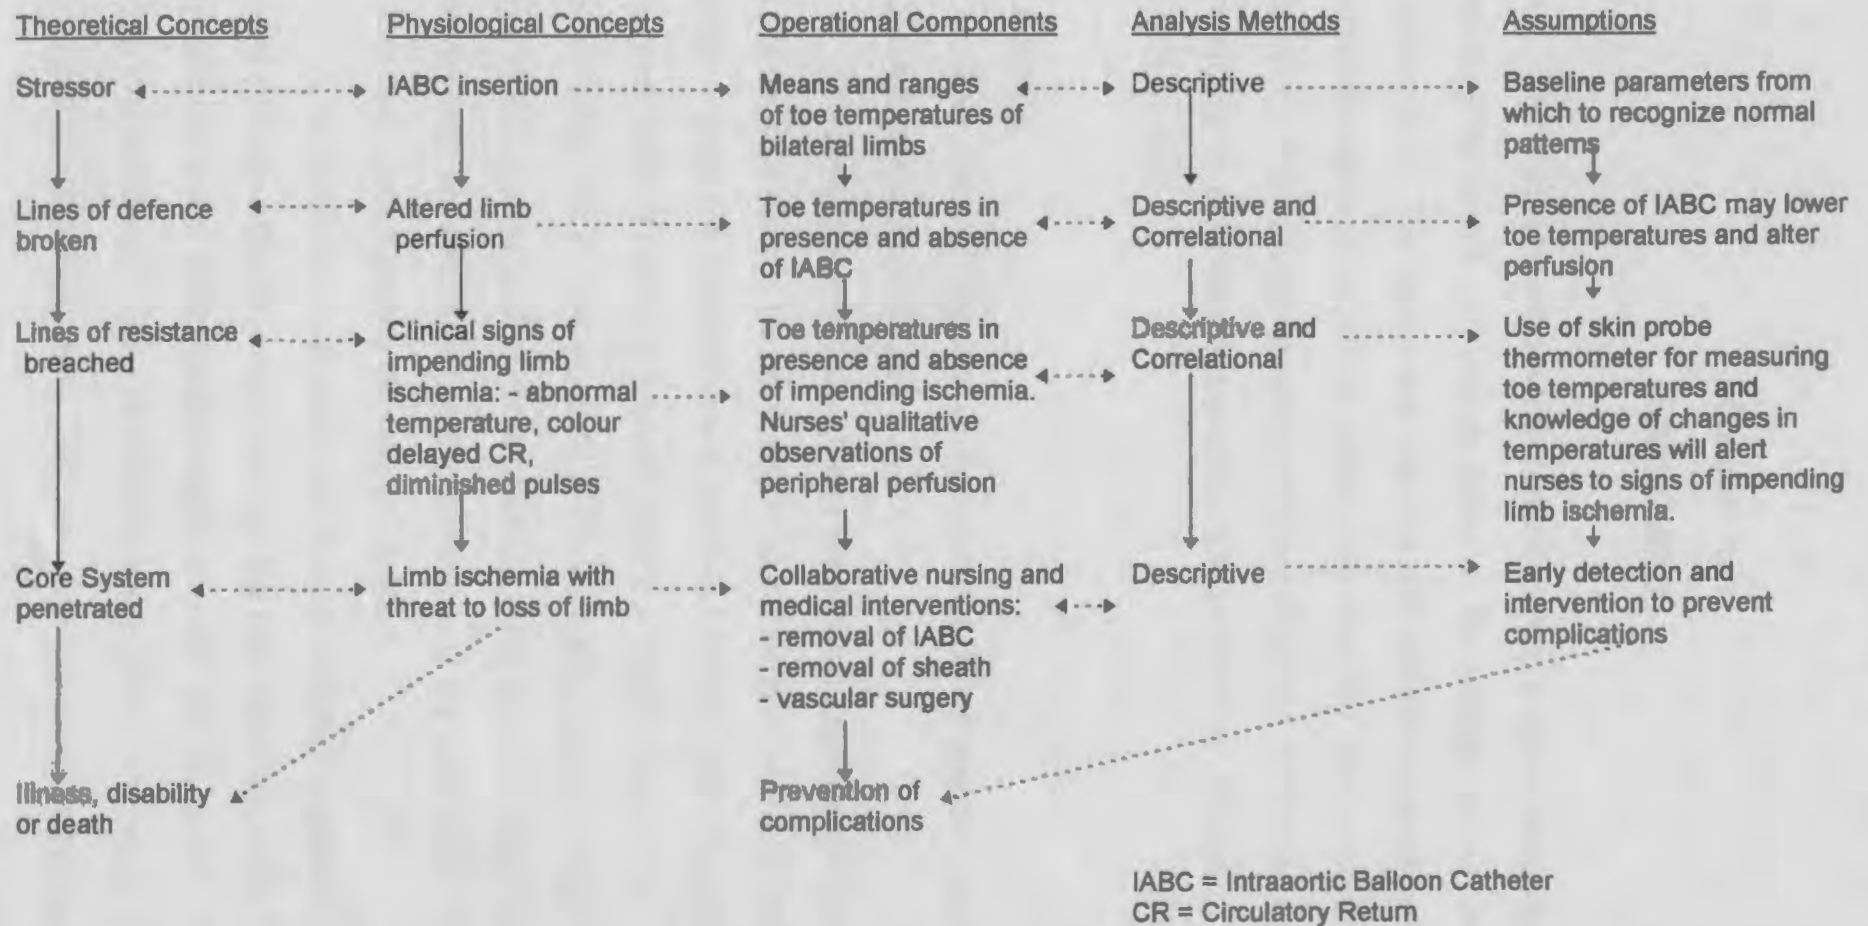 Theoretical Concepts
Physiological Concepts
Operational Components
Analysis Methods
Assumptions
Stressor
IABC insertion
Means and ranges
of toe temperatures of
bilateral limbs
Descriptive
Baseline parameters from
which to recognize normal
patterns
Lines of defence
broken
Altered limb
perfusion
Toe temperatures in
presence and absence
of IABC
Descriptive and
Correlational
Presence of IABC may lower
toe temperatures and alter
perfusion
Lines of resistance
breached
Clinical signs of
impending limb
ischemia: - abnormal
temperature, colour
delayed CR,
diminished pulses
Toe temperatures in
presence and absence
of impending ischemia.
Nurses' qualitative
observations of
peripheral perfusion
Descriptive and
Correlational
Use of skin probe
thermometer for measuring
toe temperatures and
knowledge of changes in
temperatures will alert
nurses to signs of impending
limb ischemia.
Core System
penetrated
Limb ischemia with
threat to loss of limb
Collaborative nursing and
medical interventions:
- removal of IABC
- removal of sheath
- vascular surgery
Descriptive
Early detection and
intervention to prevent
complications
Illness, disability
or death
Prevention of
complications
IABC = Intraaortic Balloon Catheter
CR = Circulatory Return